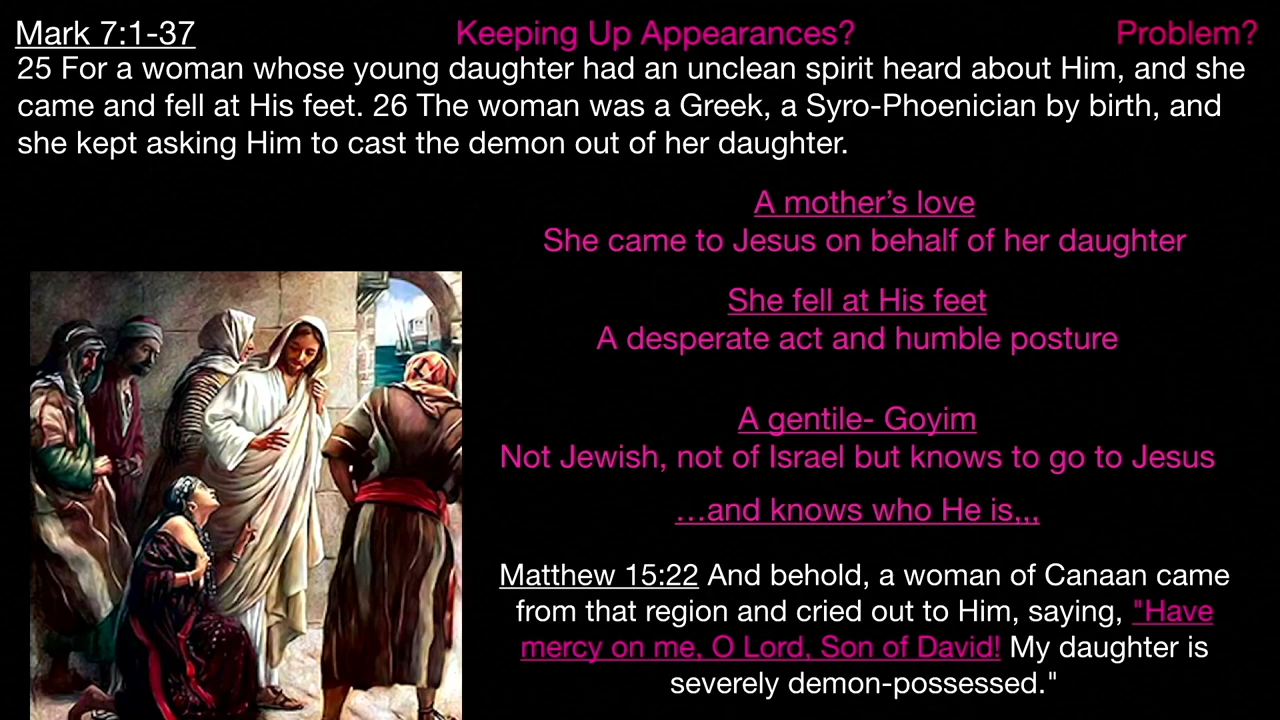 Mark 7:1-37 Keeping Up Appearances? Problem?
25 For a woman whose young daughter had an unclean spirit heard about Him, and she
came and fell at His feet. 26 The woman was a Greek, a Syro-Phoenician by birth, and
she kept asking Him to cast the demon out of her daughter.
A mother’s love
She came to Jesus on behalf of her daughter
She fell at His feet
A desperate act and humble posture
A gentile- Goyim
Not Jewish, not of Israel but knows to go to Jesus
…and knows who He is,,,
Matthew 15:22 And behold, a woman of Canaan came
from that region and cried out to Him, saying, "Have
mercy on me, O Lord, Son of David! My daughter is
severely demon-possessed."